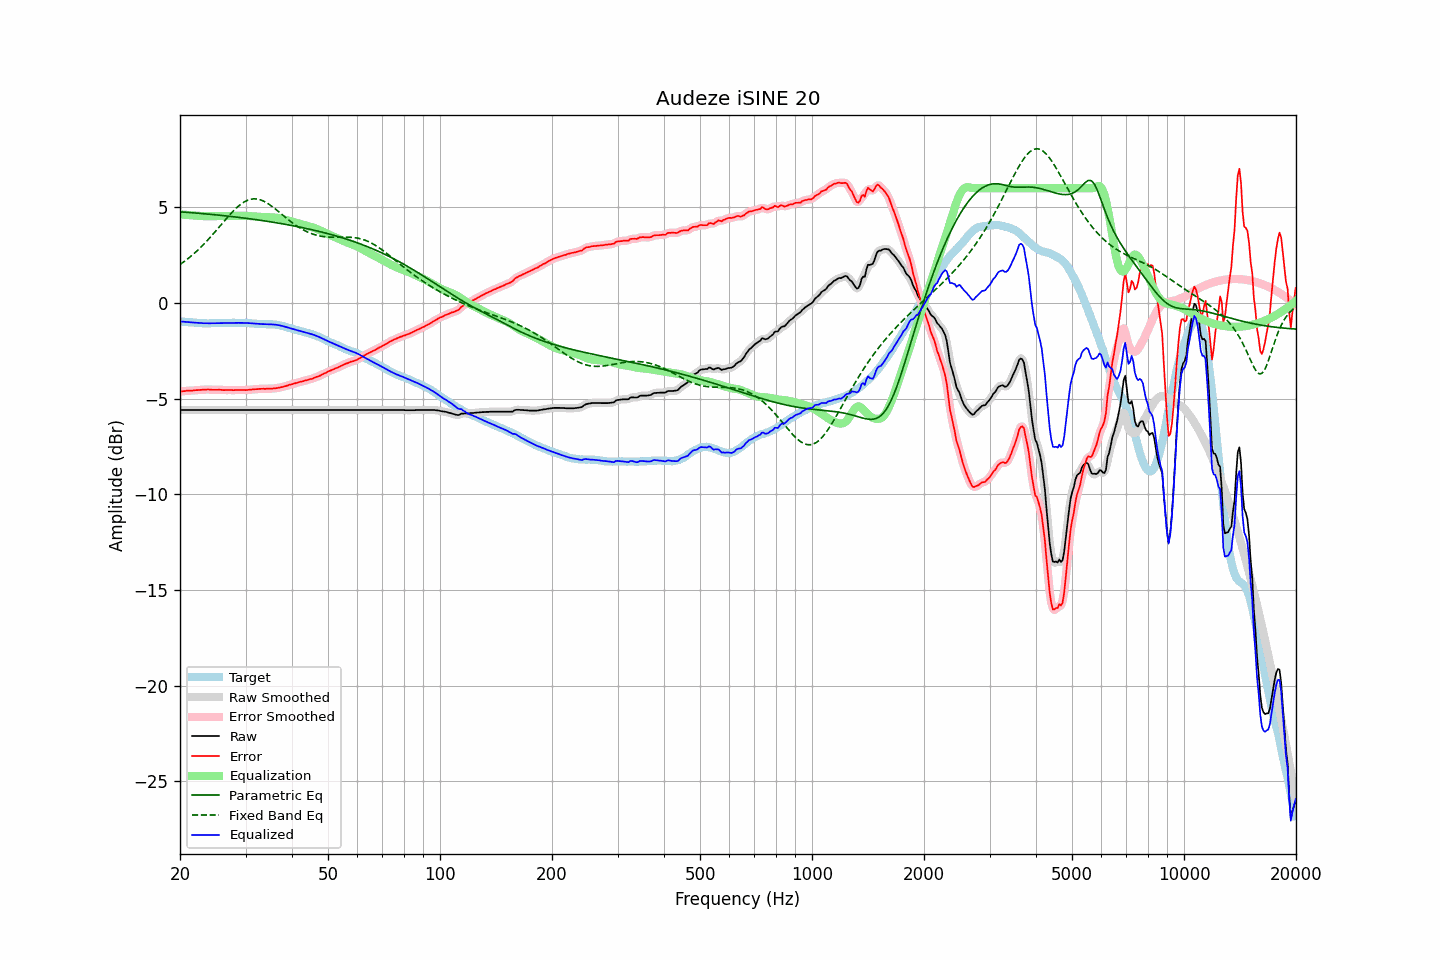 Audeze iSINE 20
Amplitude (dBr)
5
0
−5
−10
−15
−20
−25
Target
Raw Smoothed
Error Smoothed
Raw
Error
Equalization
Parametric Eq
Fixed Band Eq
Equalized
20 50 100 200 500 1000 2000 5000 10000 20000
Frequency (Hz)